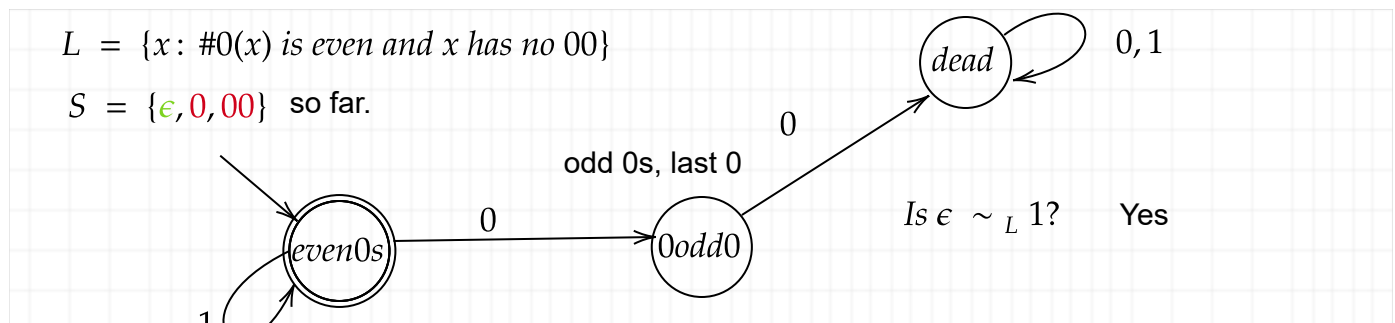 L = {x : #0(x) is even and x has no 00}
S = {ϵ, 0, 00} so far.
dead
0, 1
0
odd 0s, last 0
Is ϵ ~ L 1? Yes
0
even0s
0odd0
1